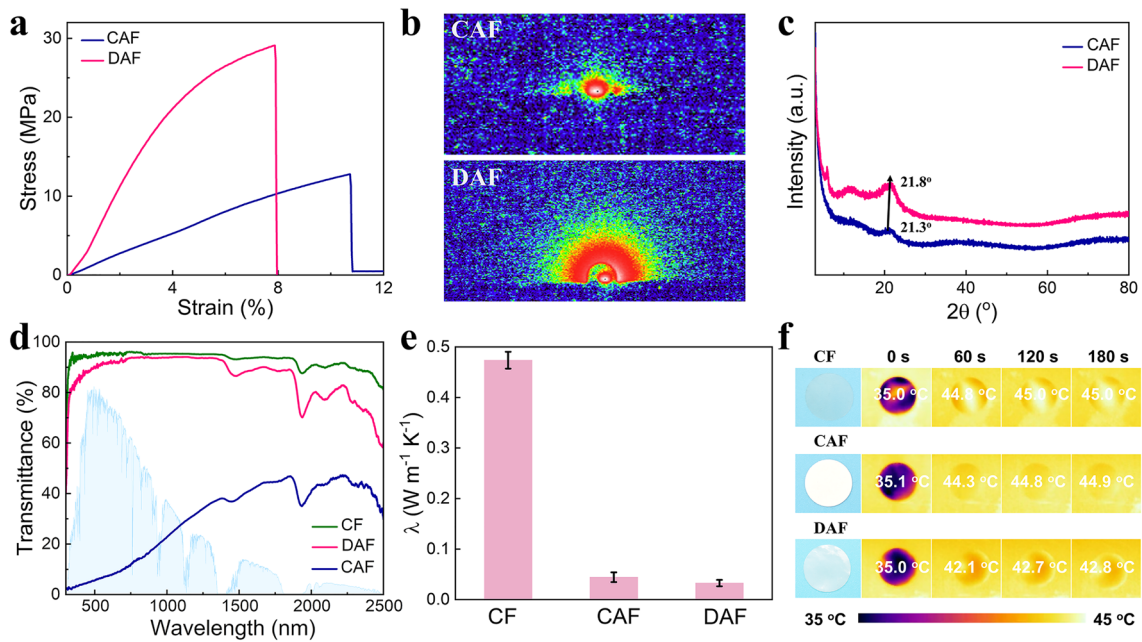 a
CAF
DAF
30
20
10
0
Stress (MPa)
0 4 8 12
Strain (%)
b
CAF
DAF
c
CAF
DAF
Intensity (a.u.)
21.8°
21.3°
20 40 60 80
2θ (°)
d
100
80
60
40
20
0
Transmittance (%)
CF
DAF
CAF
500 1000 1500 2000 2500
Wavelength (nm)
e
0.5
0.4
0.3
0.2
0.1
0.0
λ (W m⁻¹ K⁻¹)
CF CAF DAF
f
CF 0 s 60 s 120 s 180 s
35.0 °C 44.8 °C 45.0 °C 45.0 °C
CAF
35.1 °C 44.3 °C 44.8 °C 44.9 °C
DAF
35.0 °C 42.1 °C 42.7 °C 42.8 °C
35 °C 45 °C